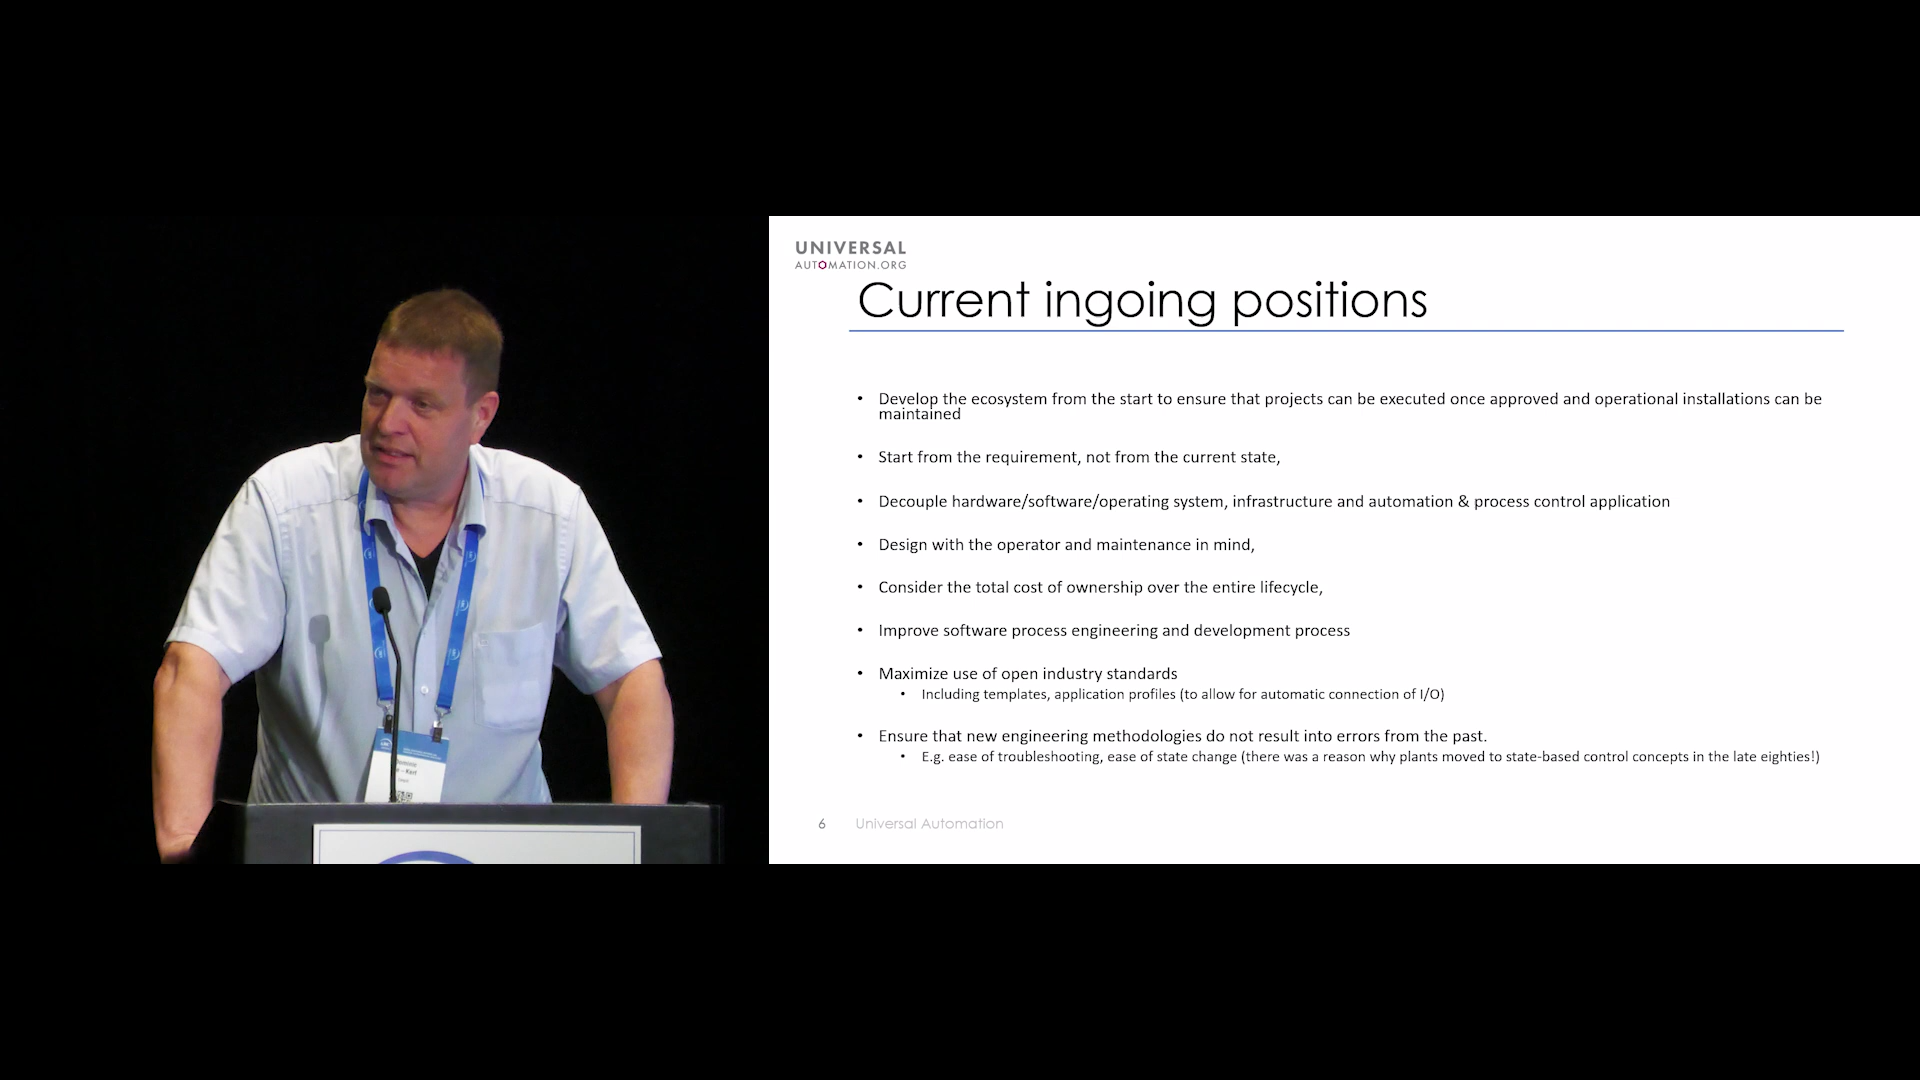 UNIVERSAL
AUTOMATION.ORG
Current ingoing positions
• Develop the ecosystem from the start to ensure that projects can be executed once approved and operational installations can be
maintained
• Start from the requirement, not from the current state,
• Decouple hardware/software/operating system, infrastructure and automation & process control application
• Design with the operator and maintenance in mind,
• Consider the total cost of ownership over the entire lifecycle,
• Improve software process engineering and development process
• Maximize use of open industry standards
• Including templates, application profiles (to allow for automatic connection of I/O)
• Ensure that new engineering methodologies do not result into errors from the past.
• E.g. ease of troubleshooting, ease of state change (there was a reason why plants moved to state-based control concepts in the late eighties!)
6 Universal Automation